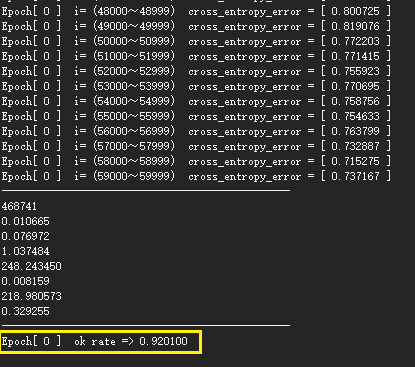 Epoch[ 0 ] i= (48000～48999) cross_entropy_error = [ 0.800725 ]
Epoch[ 0 ] i= (49000～49999) cross_entropy_error = [ 0.819076 ]
Epoch[ 0 ] i= (50000～50999) cross_entropy_error = [ 0.772203 ]
Epoch[ 0 ] i= (51000～51999) cross_entropy_error = [ 0.771415 ]
Epoch[ 0 ] i= (52000～52999) cross_entropy_error = [ 0.755923 ]
Epoch[ 0 ] i= (53000～53999) cross_entropy_error = [ 0.770695 ]
Epoch[ 0 ] i= (54000～54999) cross_entropy_error = [ 0.758756 ]
Epoch[ 0 ] i= (55000～55999) cross_entropy_error = [ 0.754633 ]
Epoch[ 0 ] i= (56000～56999) cross_entropy_error = [ 0.763799 ]
Epoch[ 0 ] i= (57000～57999) cross_entropy_error = [ 0.732887 ]
Epoch[ 0 ] i= (58000～58999) cross_entropy_error = [ 0.715275 ]
Epoch[ 0 ] i= (59000～59999) cross_entropy_error = [ 0.737167 ]
468741
0.010665
0.076972
1.037484
248.243450
0.008159
218.980573
0.329255
Epoch[ 0 ] ok rate => 0.920100